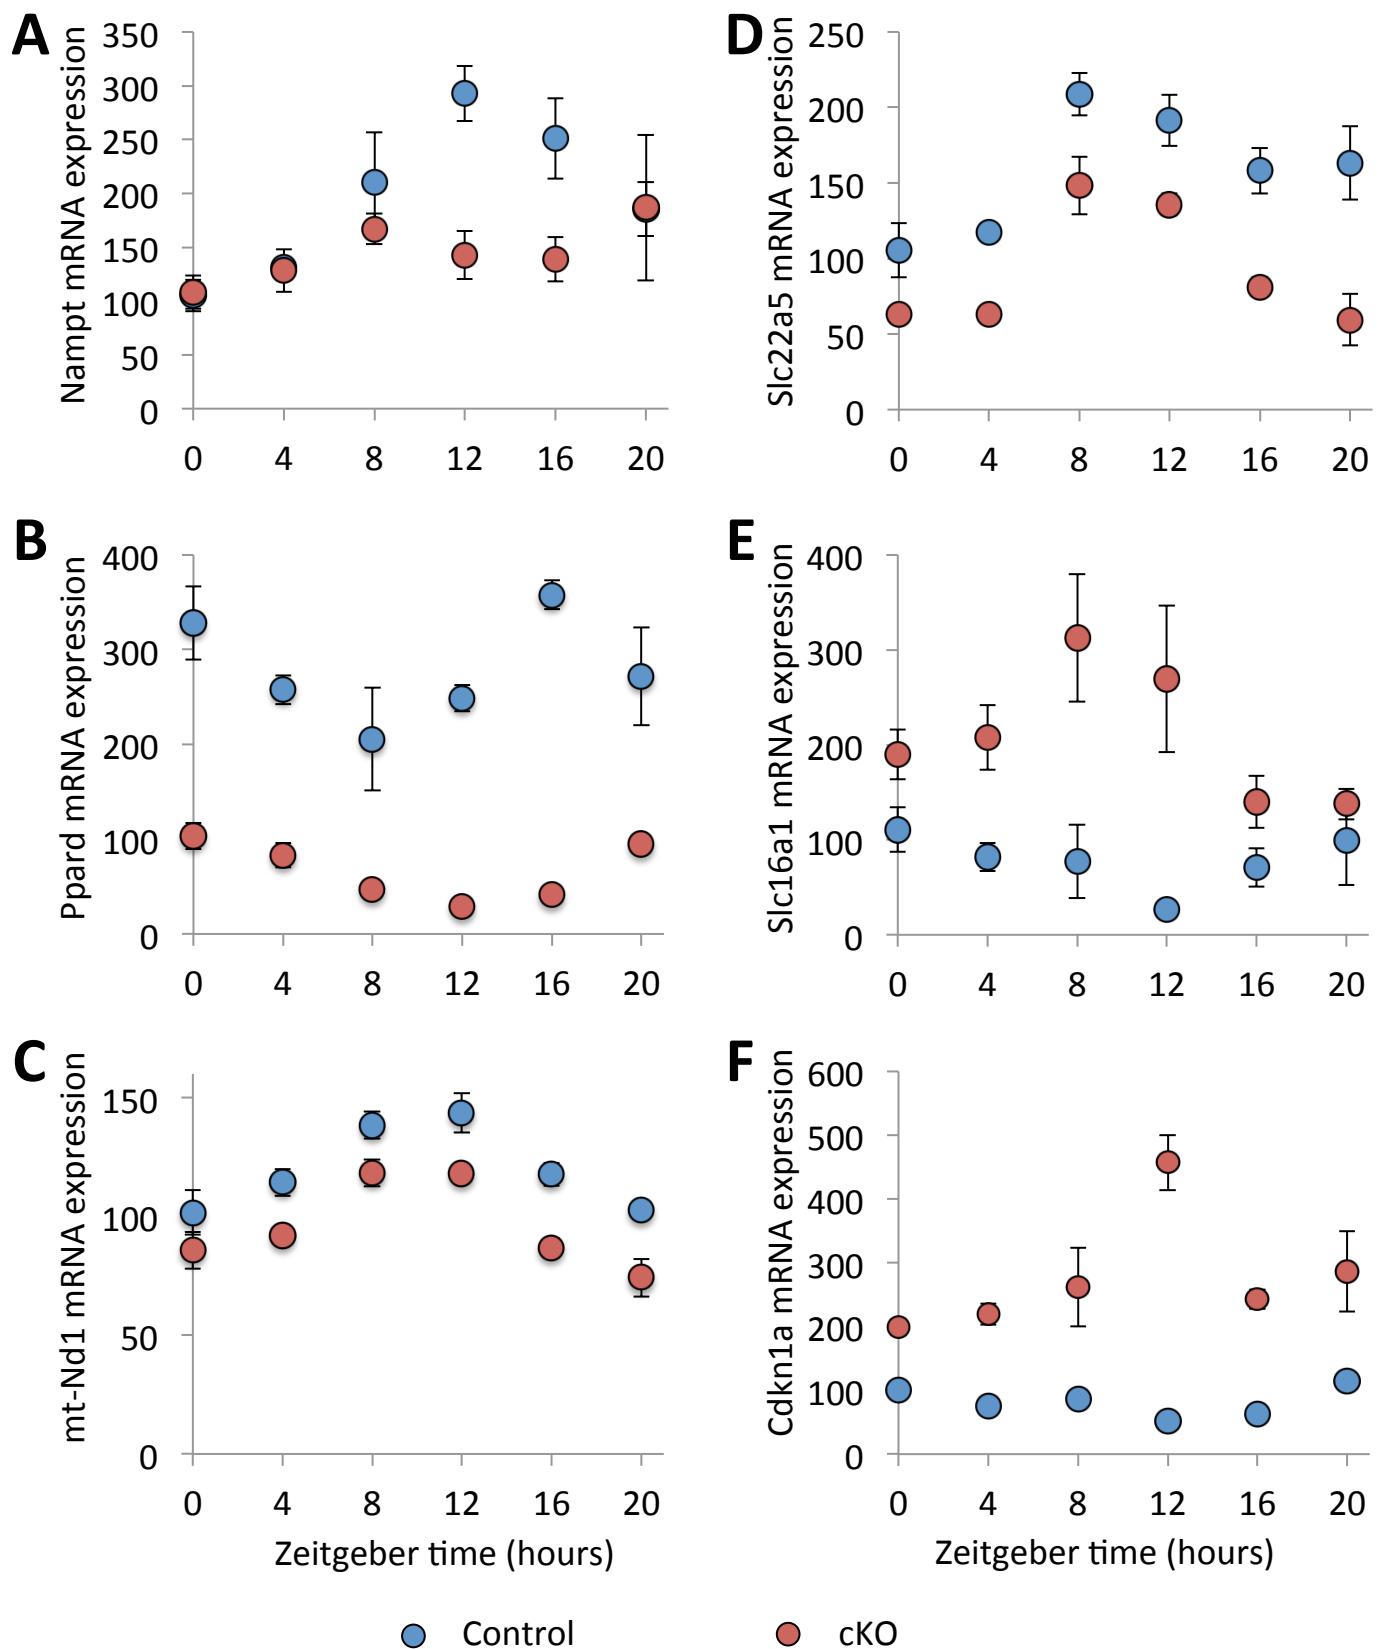 A
Nampt mRNA expression
350
300
250
200
150
100
50
0
0 4 8 12 16 20
D
Slc22a5 mRNA expression
250
200
150
100
50
0
0 4 8 12 16 20
B
Ppard mRNA expression
400
300
200
100
0
0 4 8 12 16 20
E
Slc16a1 mRNA expression
400
300
200
100
0
0 4 8 12 16 20
C
mt-Nd1 mRNA expression
150
100
50
0
0 4 8 12 16 20
Zeitgeber time (hours)
F
Cdkn1a mRNA expression
600
500
400
300
200
100
0
0 4 8 12 16 20
Zeitgeber time (hours)
Control cKO